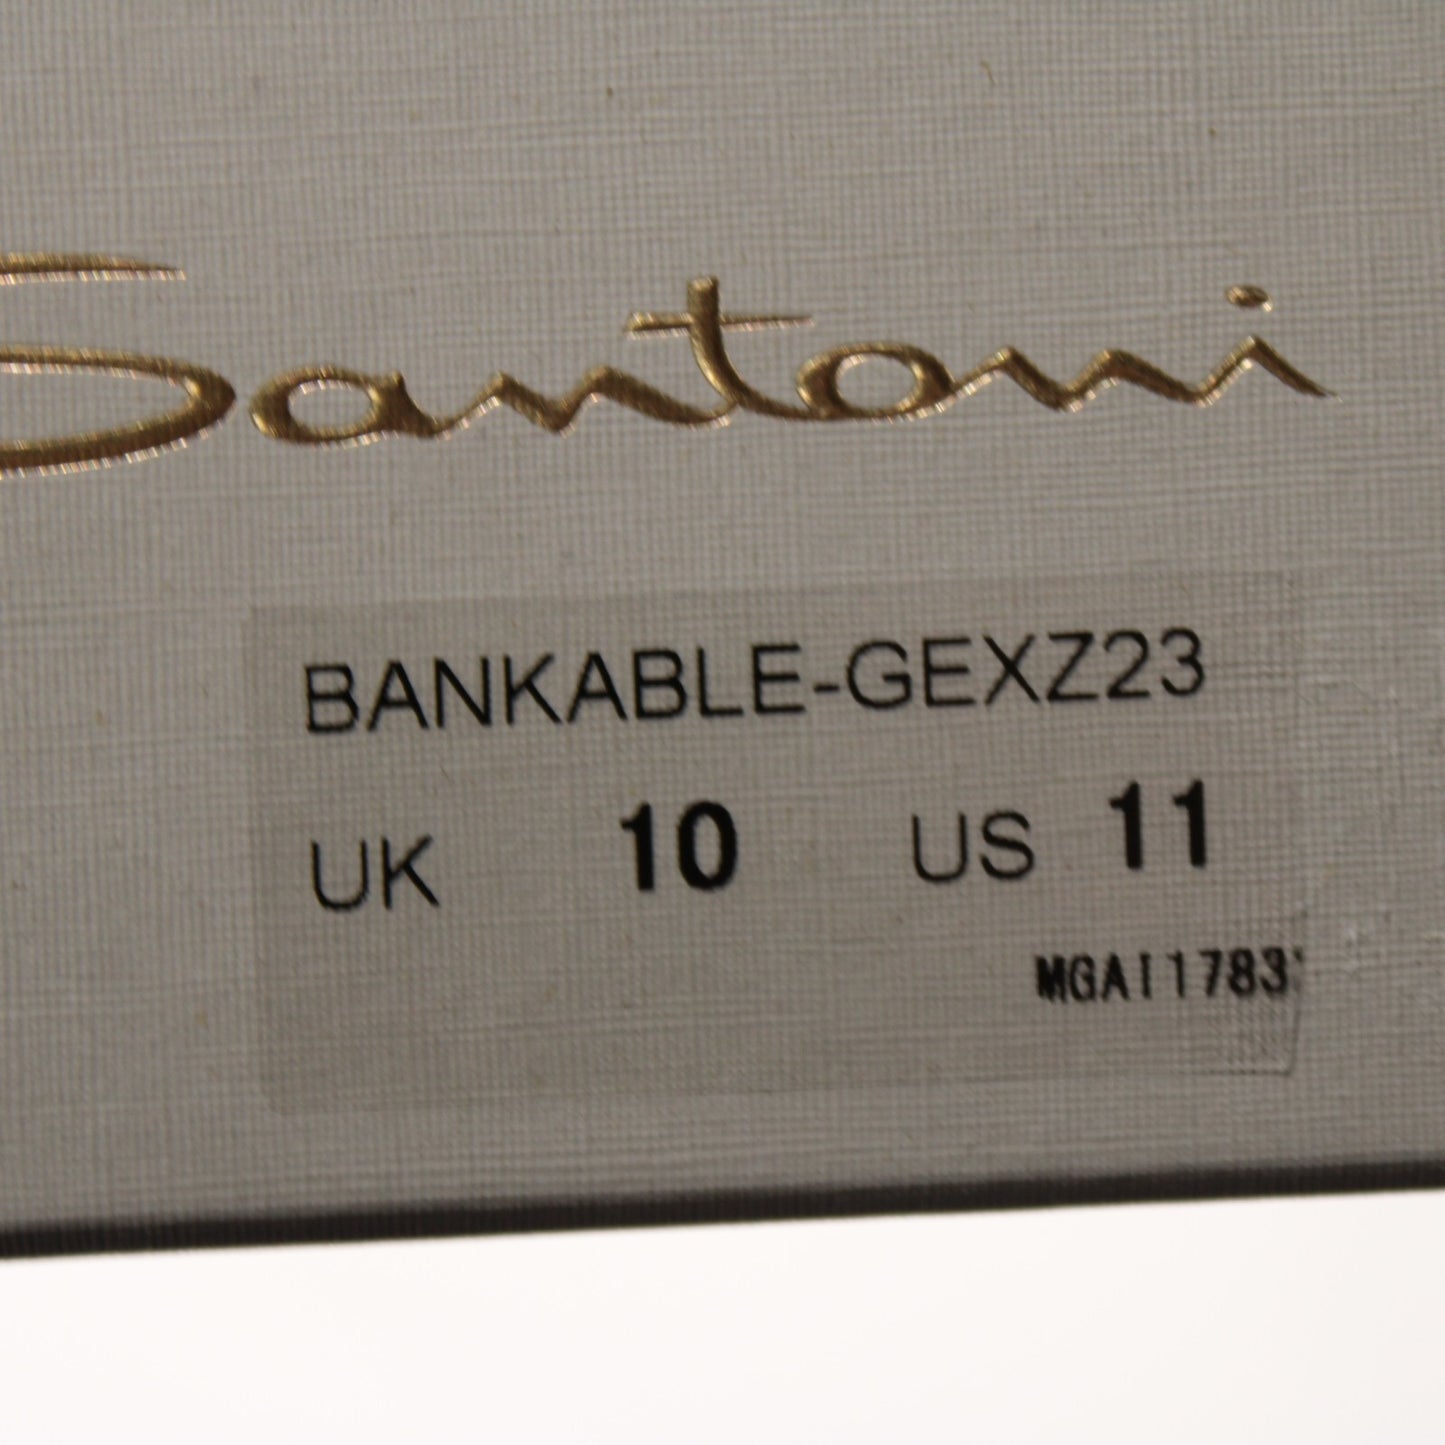 Santoni
BANKABLE-GEXZ23
UK 10 US 11